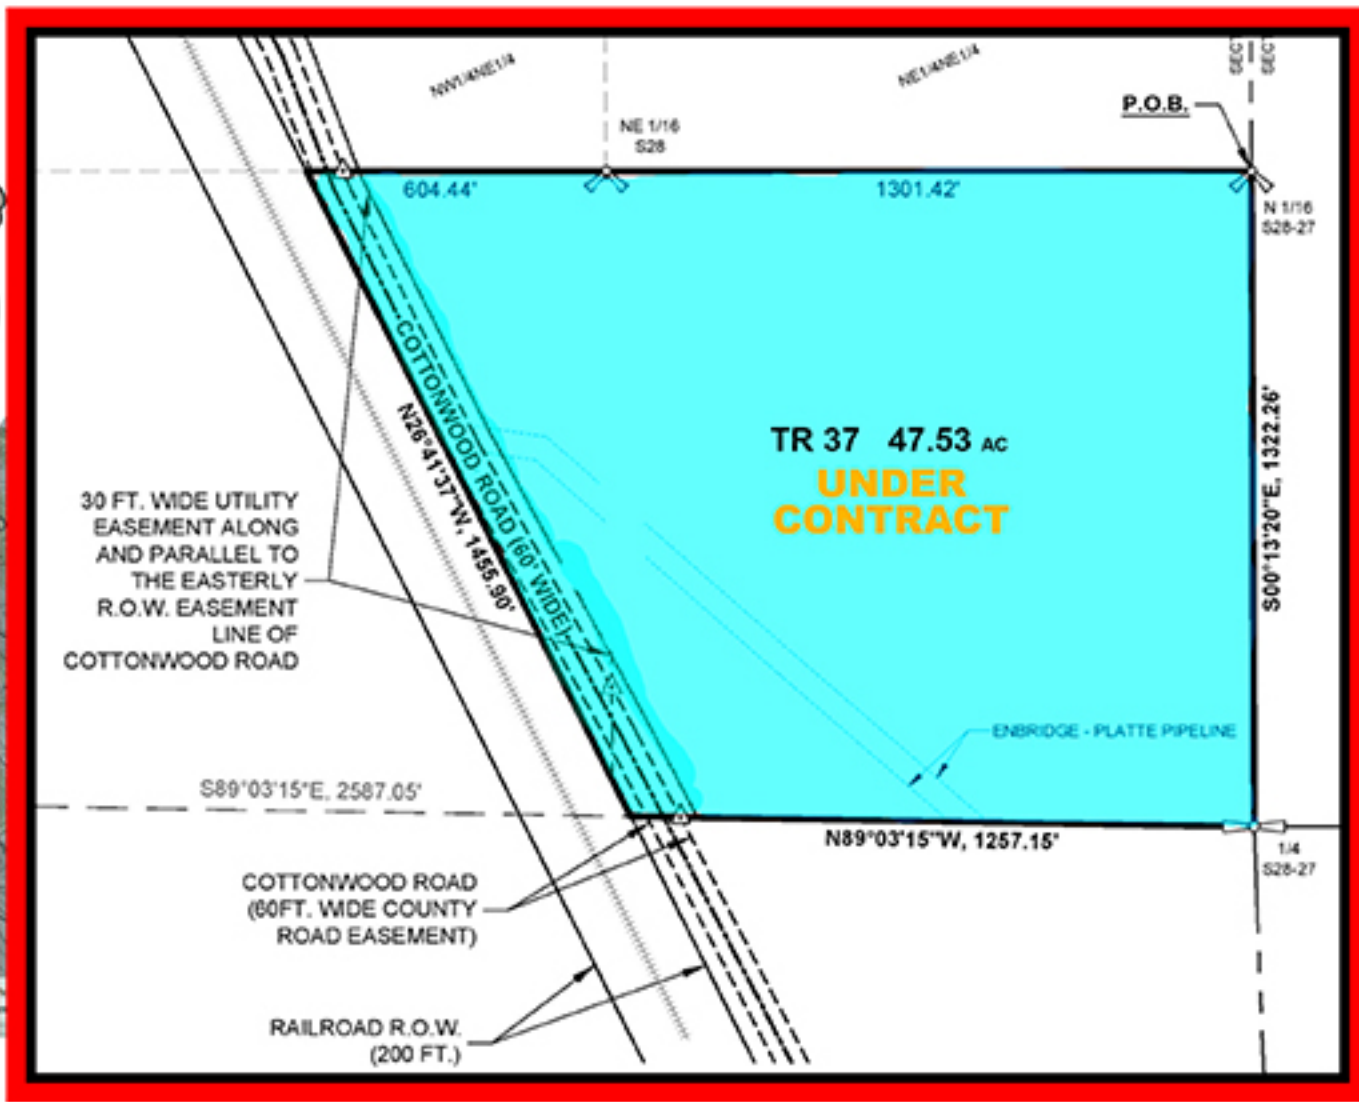 NW1/4NE1/4
NE1/4NE1/4
SEC
SEC
P.O.B.
NE 1/16
S28
604.44'
1301.42'
N 1/16
S28-27
COTTONWOOD ROAD (60' WIDE)
N26°41'37"W, 1455.90'
TR 37 47.53 AC
UNDER
CONTRACT
S00°13'20"E, 1322.26'
30 FT. WIDE UTILITY
EASEMENT ALONG
AND PARALLEL TO
THE EASTERLY
R.O.W. EASEMENT
LINE OF
COTTONWOOD ROAD
ENBRIDGE - PLATTE PIPELINE
S89°03'15"E, 2587.05'
N89°03'15"W, 1257.15'
1/4
S28-27
COTTONWOOD ROAD
(60FT. WIDE COUNTY
ROAD EASEMENT)
RAILROAD R.O.W.
(200 FT.)